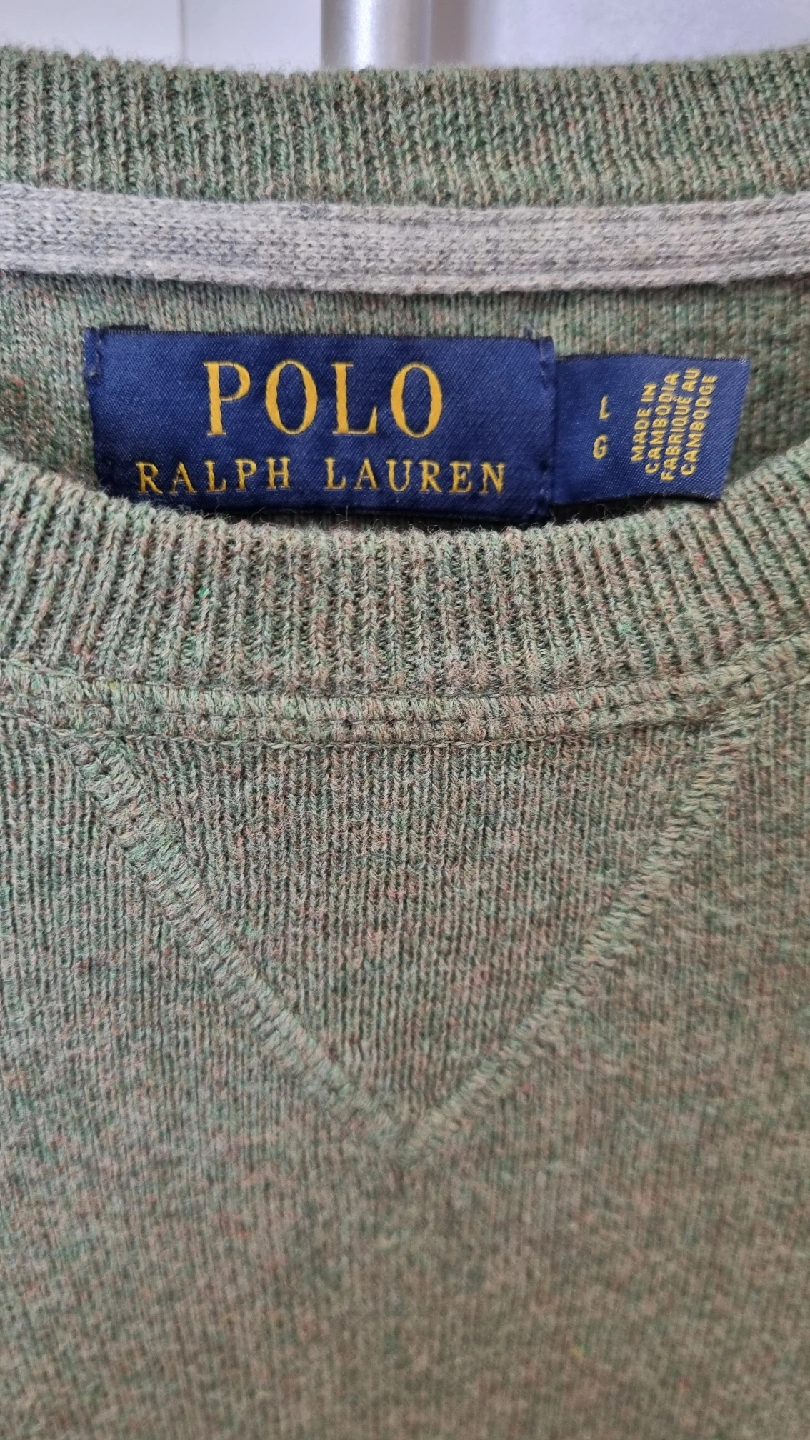 POLO
RALPH LAUREN
L
G
MADE IN
CAMBODIA
FABRIQUÉ AU
CAMBODGE